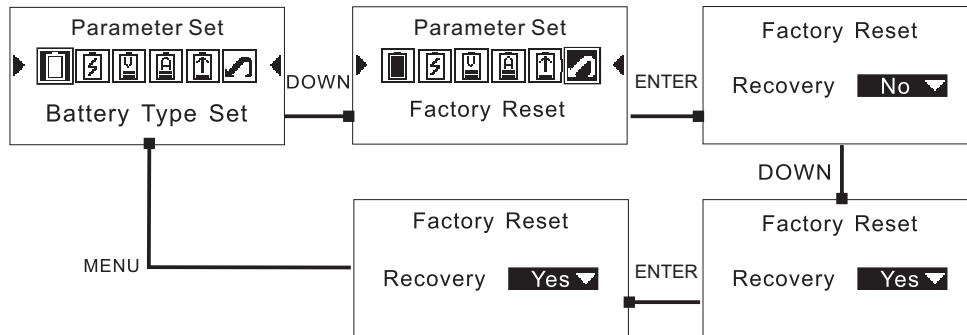 Parameter Set
Battery Type Set
DOWN
Parameter Set
Factory Reset
ENTER
Factory Reset
Recovery No
DOWN
Factory Reset
Recovery Yes
ENTER
Factory Reset
Recovery Yes
MENU